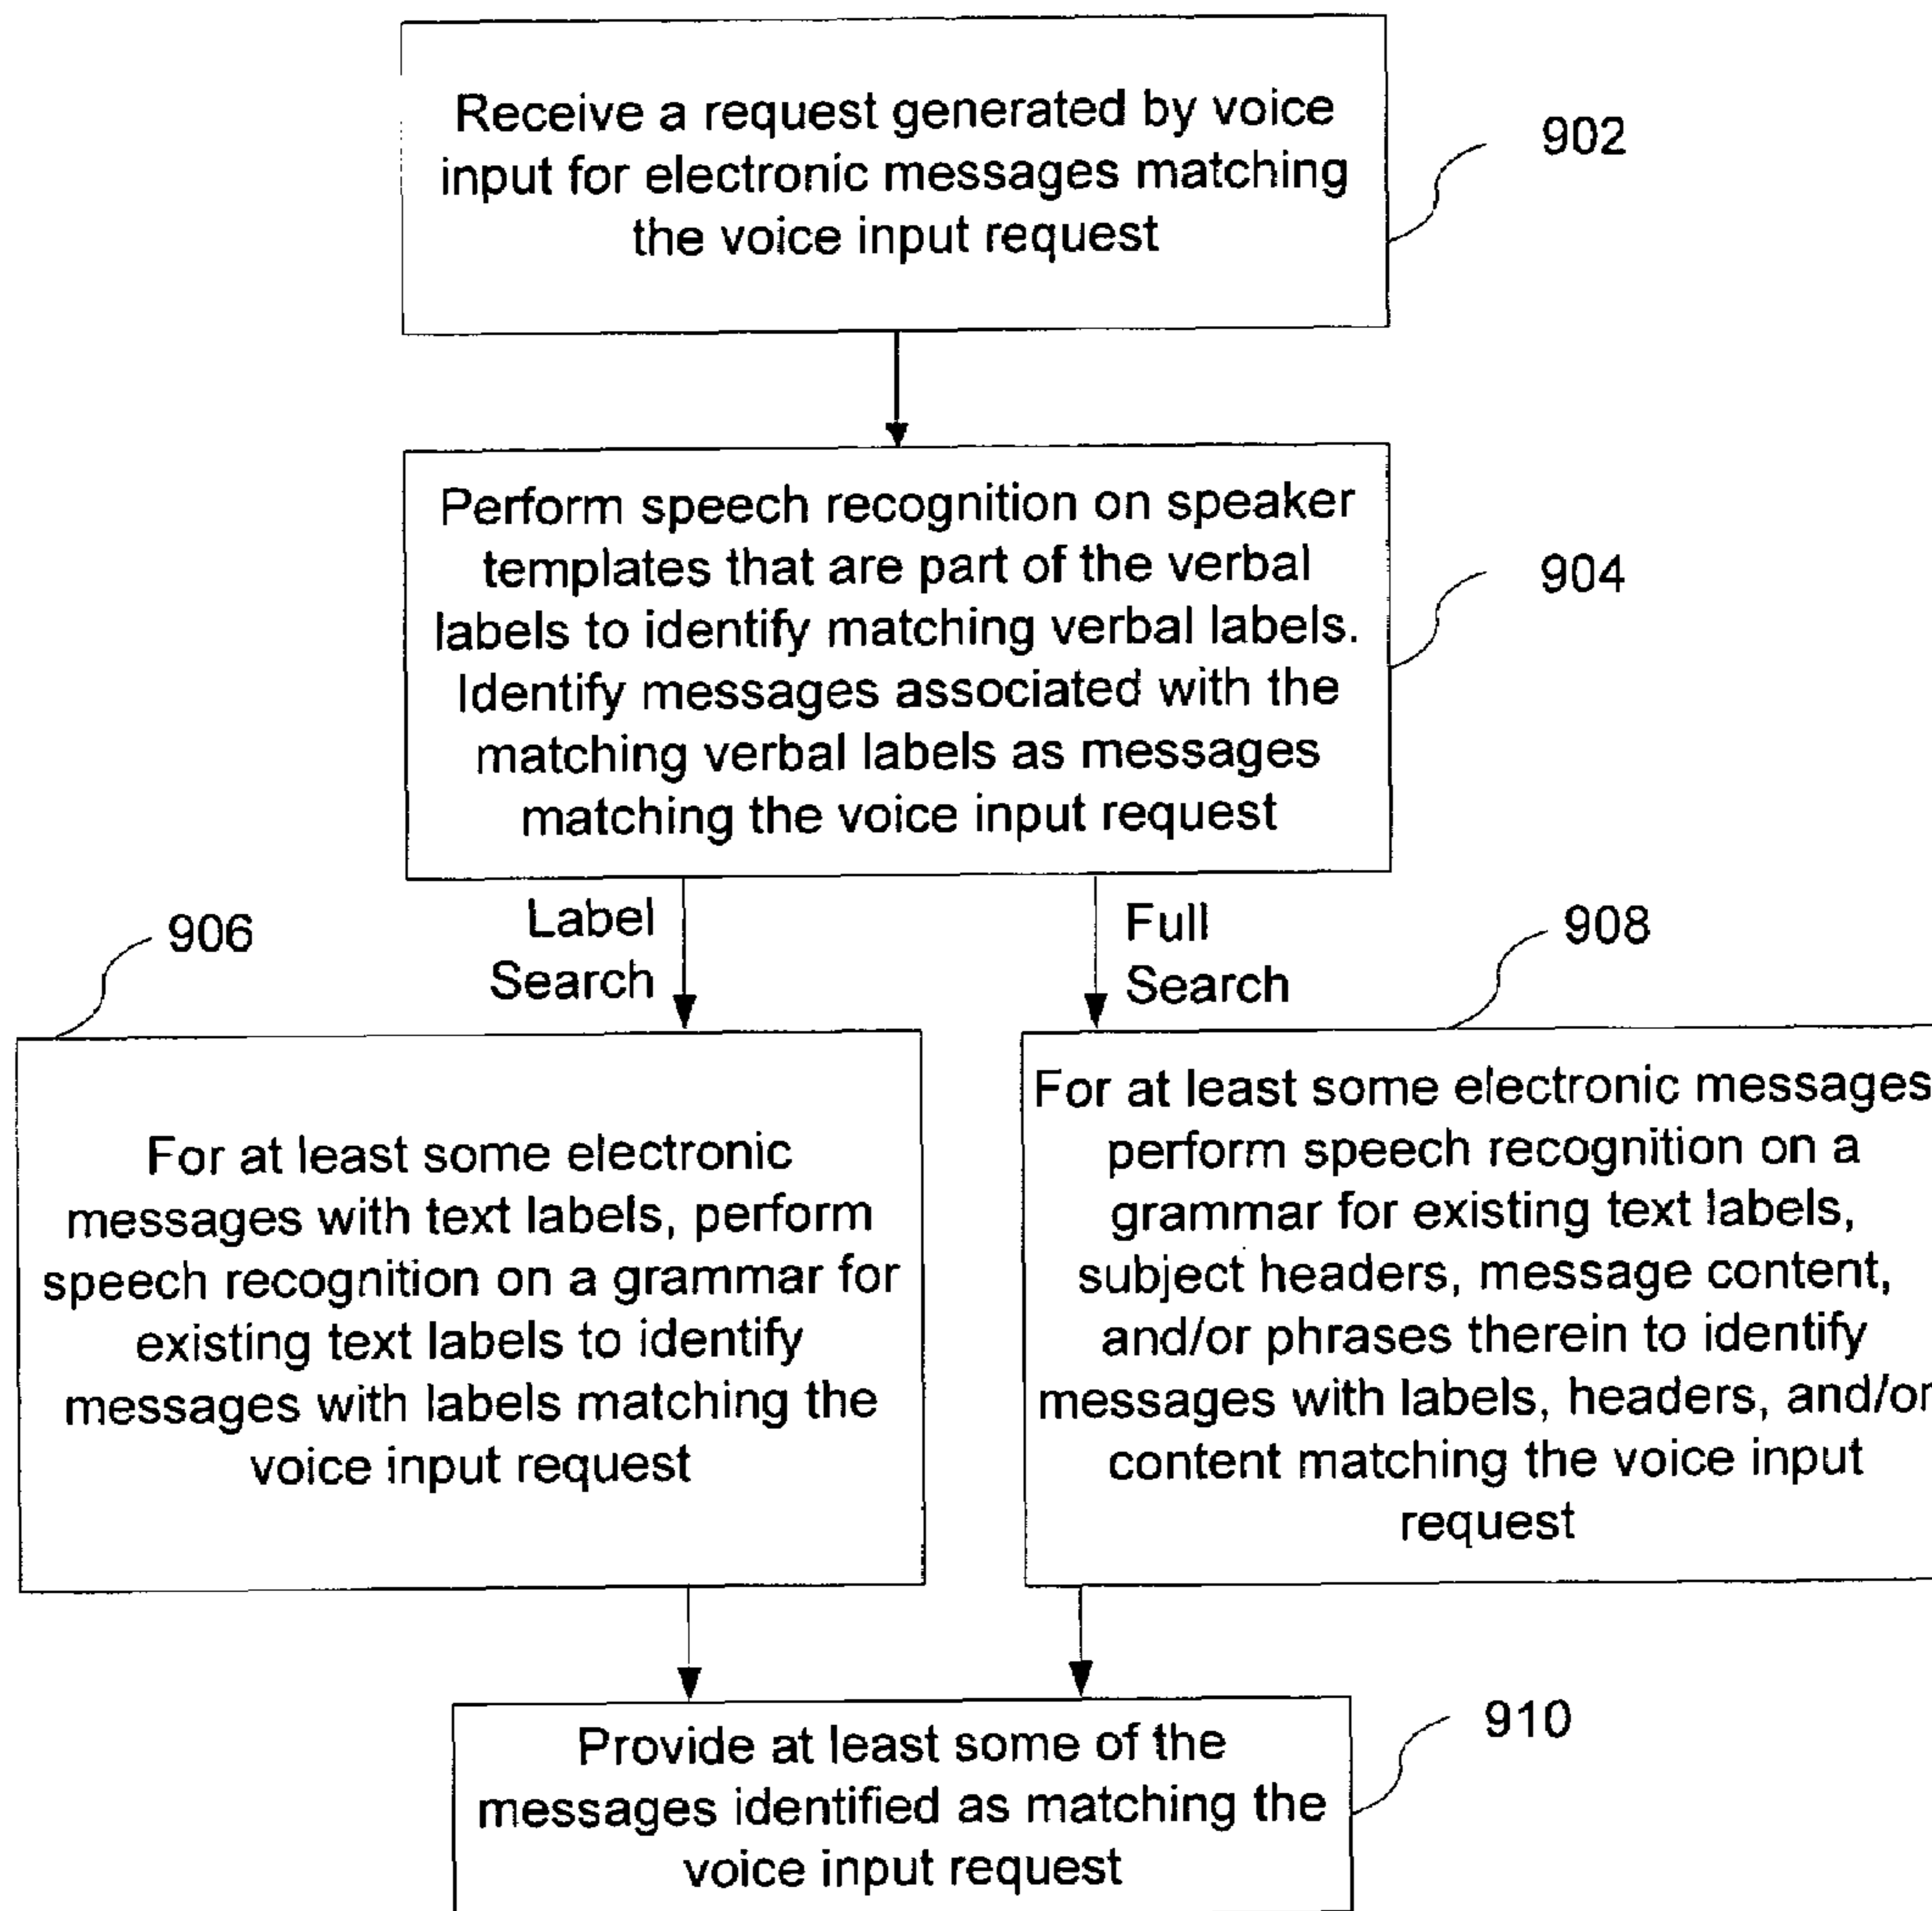 Receive a request generated by voice
input for electronic messages matching
the voice input request
902
Perform speech recognition on speaker
templates that are part of the verbal
labels to identify matching verbal labels.
Identify messages associated with the
matching verbal labels as messages
matching the voice input request
904
Label
Search
Full
Search
906
For at least some electronic
messages with text labels, perform
speech recognition on a grammar for
existing text labels to identify
messages with labels matching the
voice input request
908
For at least some electronic messages
perform speech recognition on a
grammar for existing text labels,
subject headers, message content,
and/or phrases therein to identify
messages with labels, headers, and/or
content matching the voice input
request
Provide at least some of the
messages identified as matching the
voice input request
910